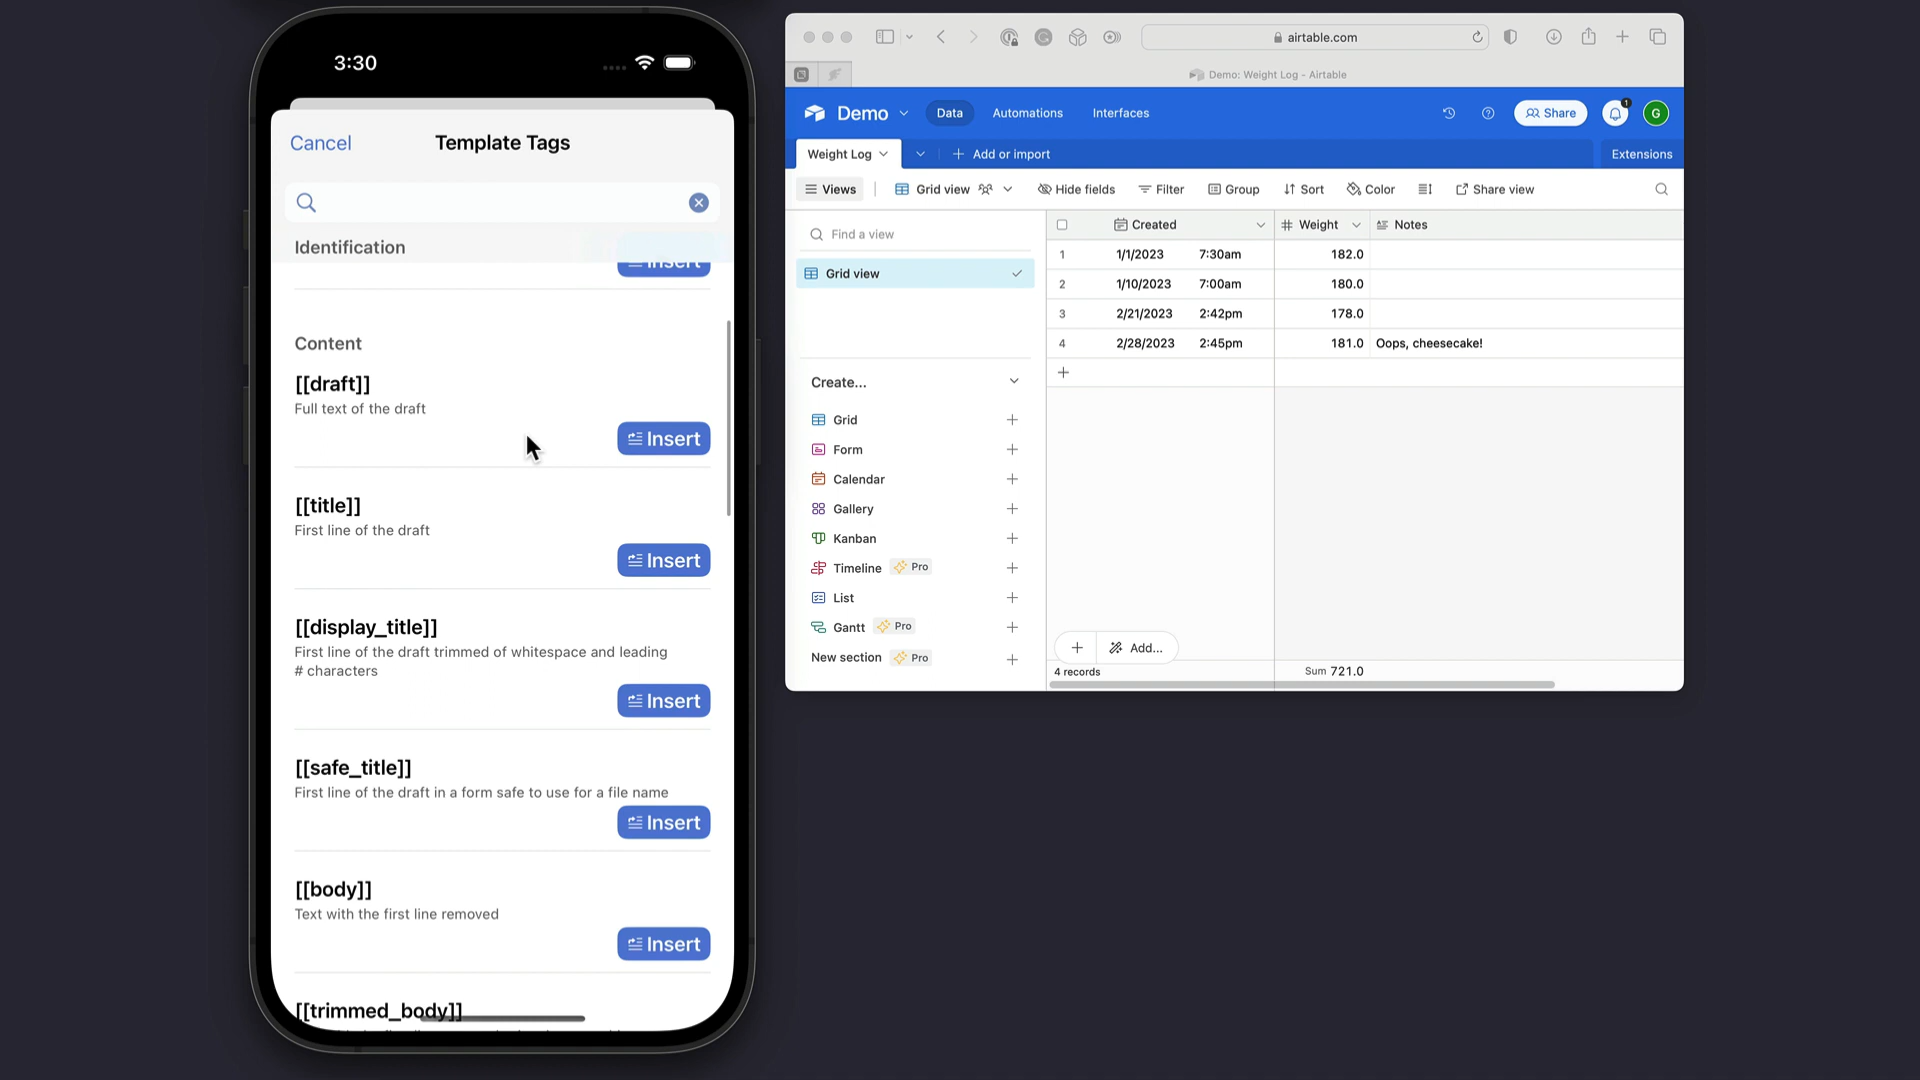 3:30
Cancel
Template Tags
Identification
Insert
Content
[[draft]]
Full text of the draft
Insert
[[title]]
First line of the draft
Insert
[[display_title]]
First line of the draft trimmed of whitespace and leading
# characters
Insert
[[safe_title]]
First line of the draft in a form safe to use for a file name
Insert
[[body]]
Text with the first line removed
Insert
[[trimmed_body]]
airtable.com
Demo: Weight Log - Airtable
Demo
Data
Automations
Interfaces
Share
1
G
Weight Log
Add or import
Extensions
Views
Grid view
Hide fields
Filter
Group
Sort
Color
Share view
Find a view
Grid view
Create...
Grid
Form
Calendar
Gallery
Kanban
Timeline Pro
List
Gantt Pro
New section Pro
Created Weight Notes
1 1/1/2023 7:30am 182.0
2 1/10/2023 7:00am 180.0
3 2/21/2023 2:42pm 178.0
4 2/28/2023 2:45pm 181.0 Oops, cheesecake!
+ Add...
4 records
Sum 721.0